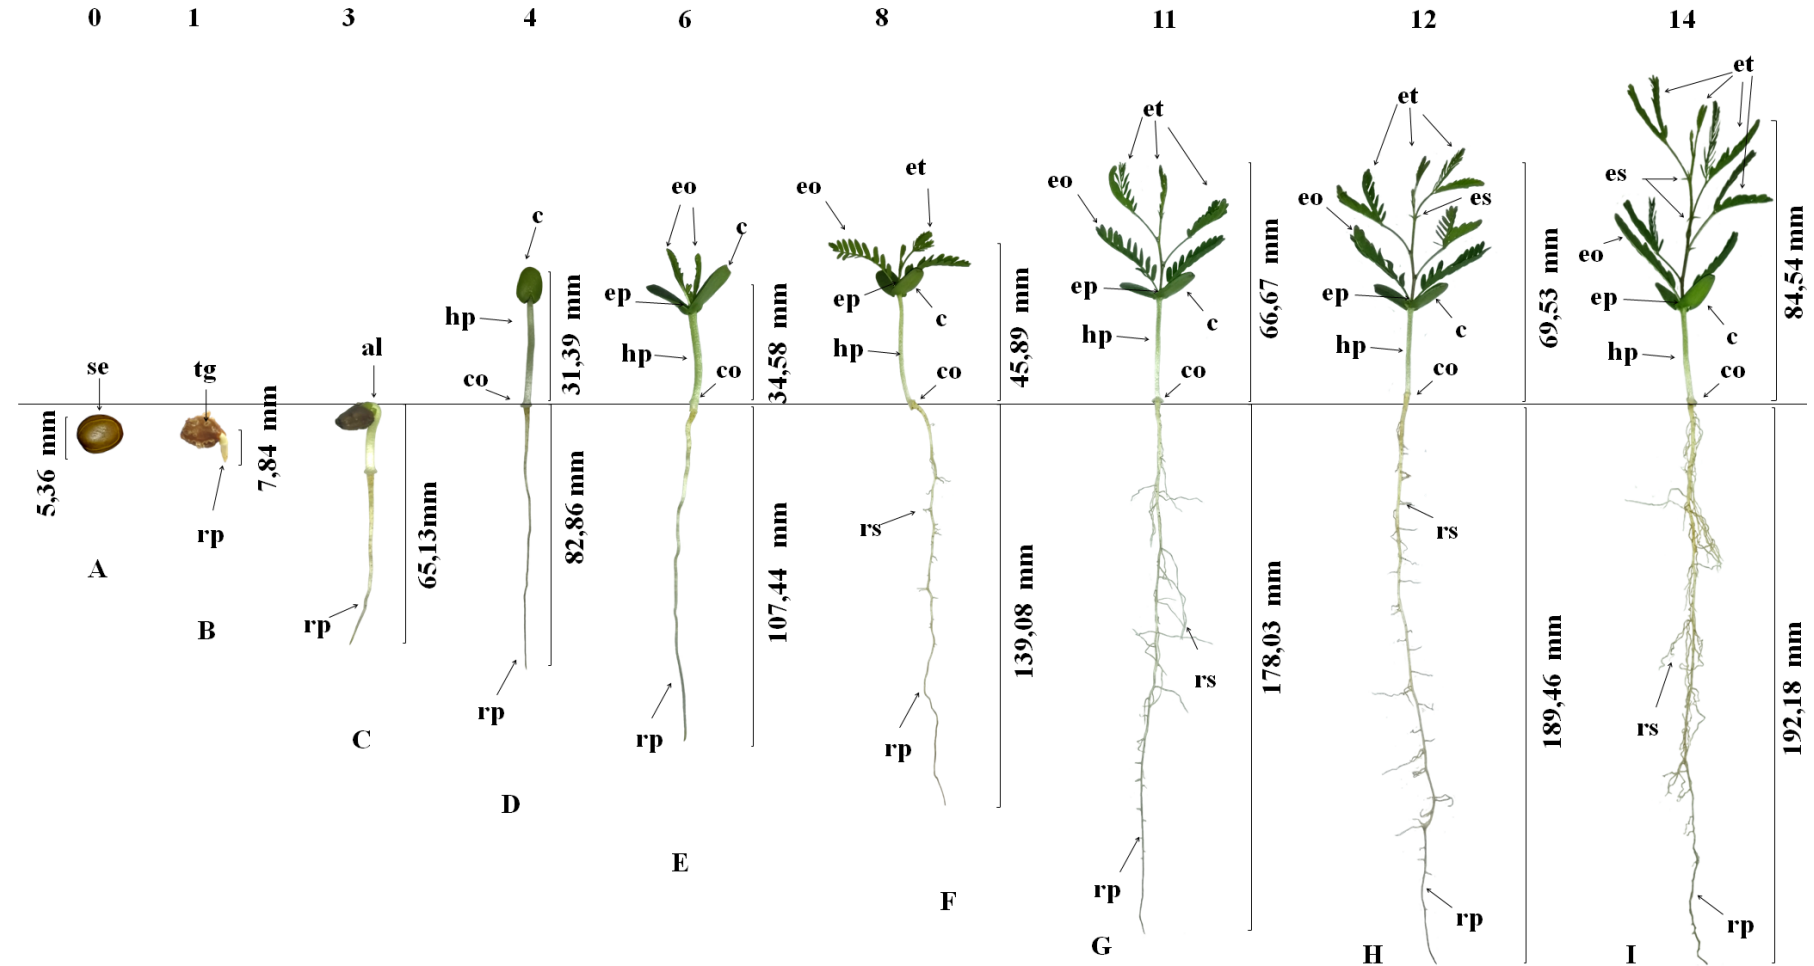 0 1 3 4 6 8 11 12 14
se
5,36 mm
A
tg
7,84 mm
rp
B
al
65,13mm
rp
C
c
hp
31,39 mm
co
82,86 mm
rp
D
eo
c
ep
hp
34,58 mm
co
107,44 mm
rp
E
eo
et
ep
c
hp
45,89 mm
co
rs
139,08 mm
rp
F
et
eo
ep
c
hp
66,67 mm
co
rs
178,03 mm
rp
G
et
eo
es
ep
c
hp
69,53 mm
co
rs
189,46 mm
rp
H
et
es
eo
ep
c
hp
84,54 mm
co
rs
192,18 mm
rp
I